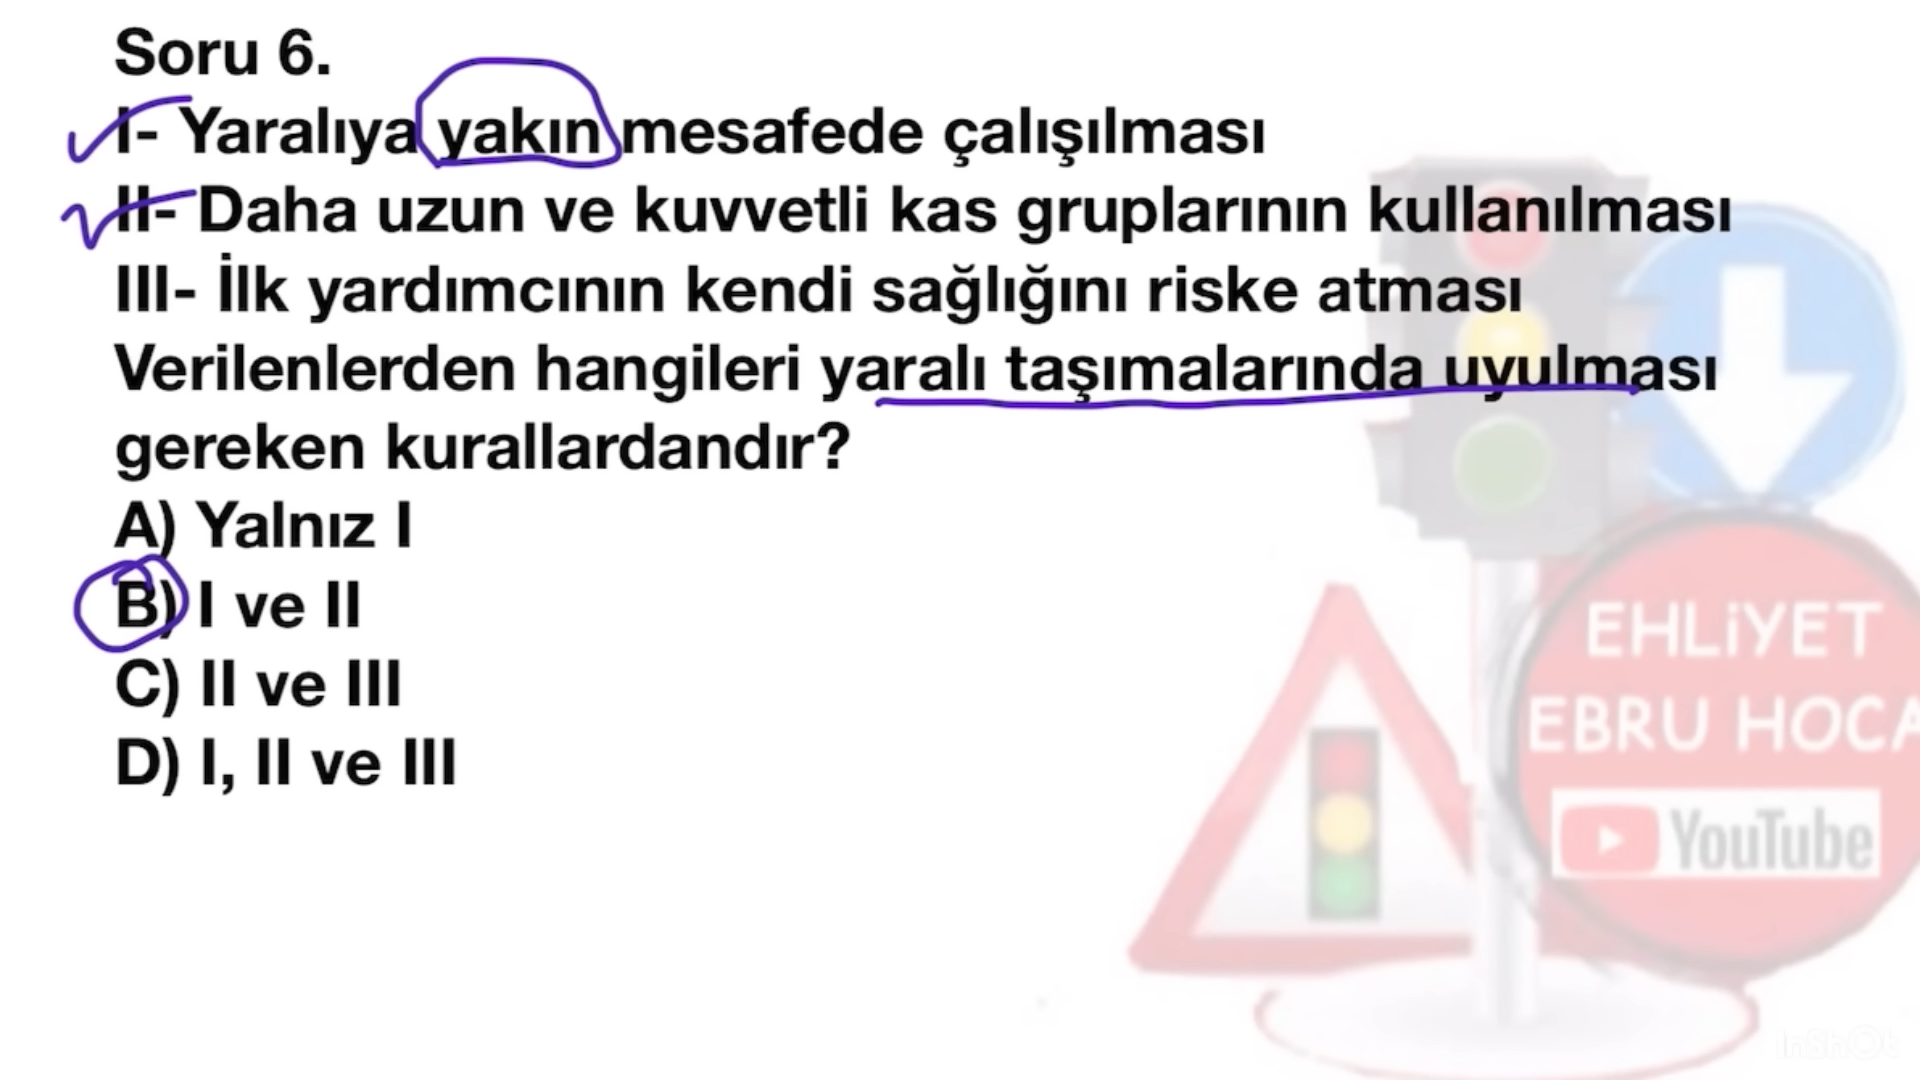 Soru 6.
I- Yaralıya yakın mesafede çalışılması
II- Daha uzun ve kuvvetli kas gruplarının kullanılması
III- İlk yardımcının kendi sağlığını riske atması
Verilenlerden hangileri yaralı taşımalarında uyulması
gereken kurallardandır?
A) Yalnız I
B) I ve II
C) II ve III
D) I, II ve III
EHLiYET
EBRU HOCA
YouTube
InShOt